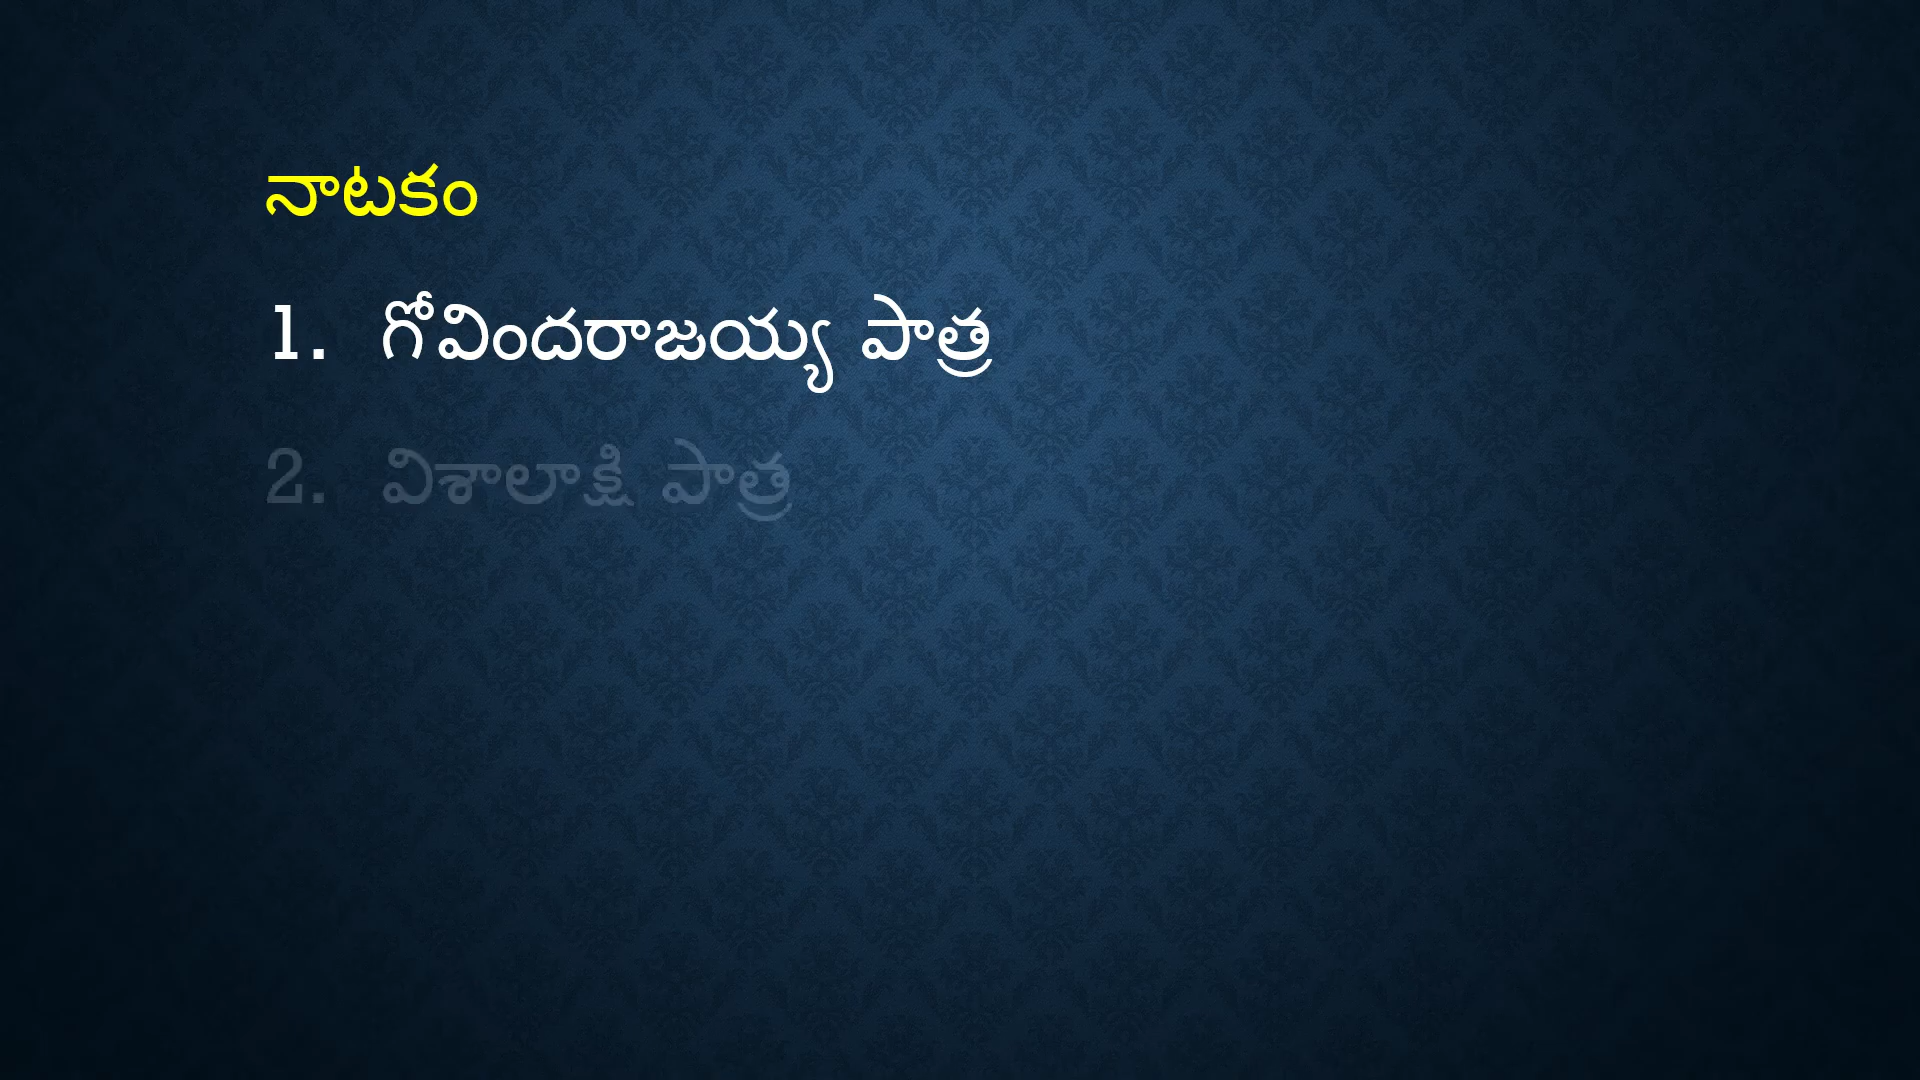 నాటకం
1. గోవిందరాజయ్య పాత్ర
2. విశాలాక్షి పాత్ర